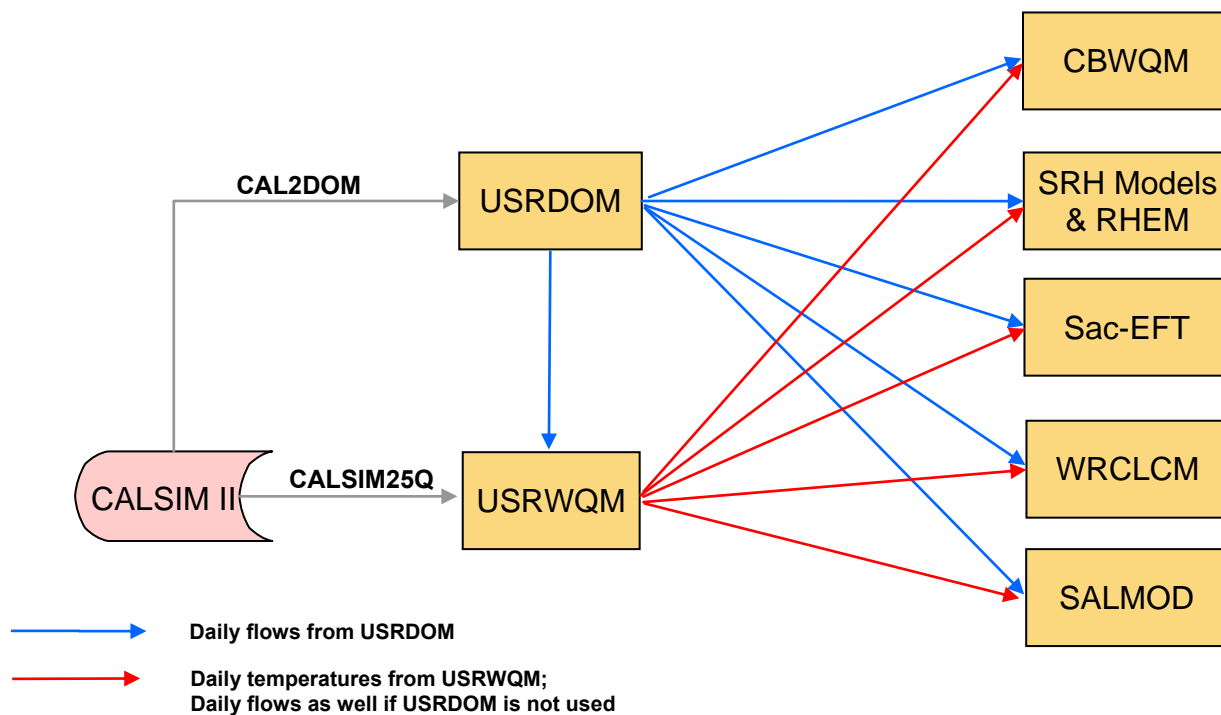 CBWQM
CAL2DOM
USRDOM
SRH Models
& RHEM
Sac-EFT
CALSIM II
CALSIM25Q
USRWQM
WRCLCM
SALMOD
Daily flows from USRDOM
Daily temperatures from USRWQM;
Daily flows as well if USRDOM is not used